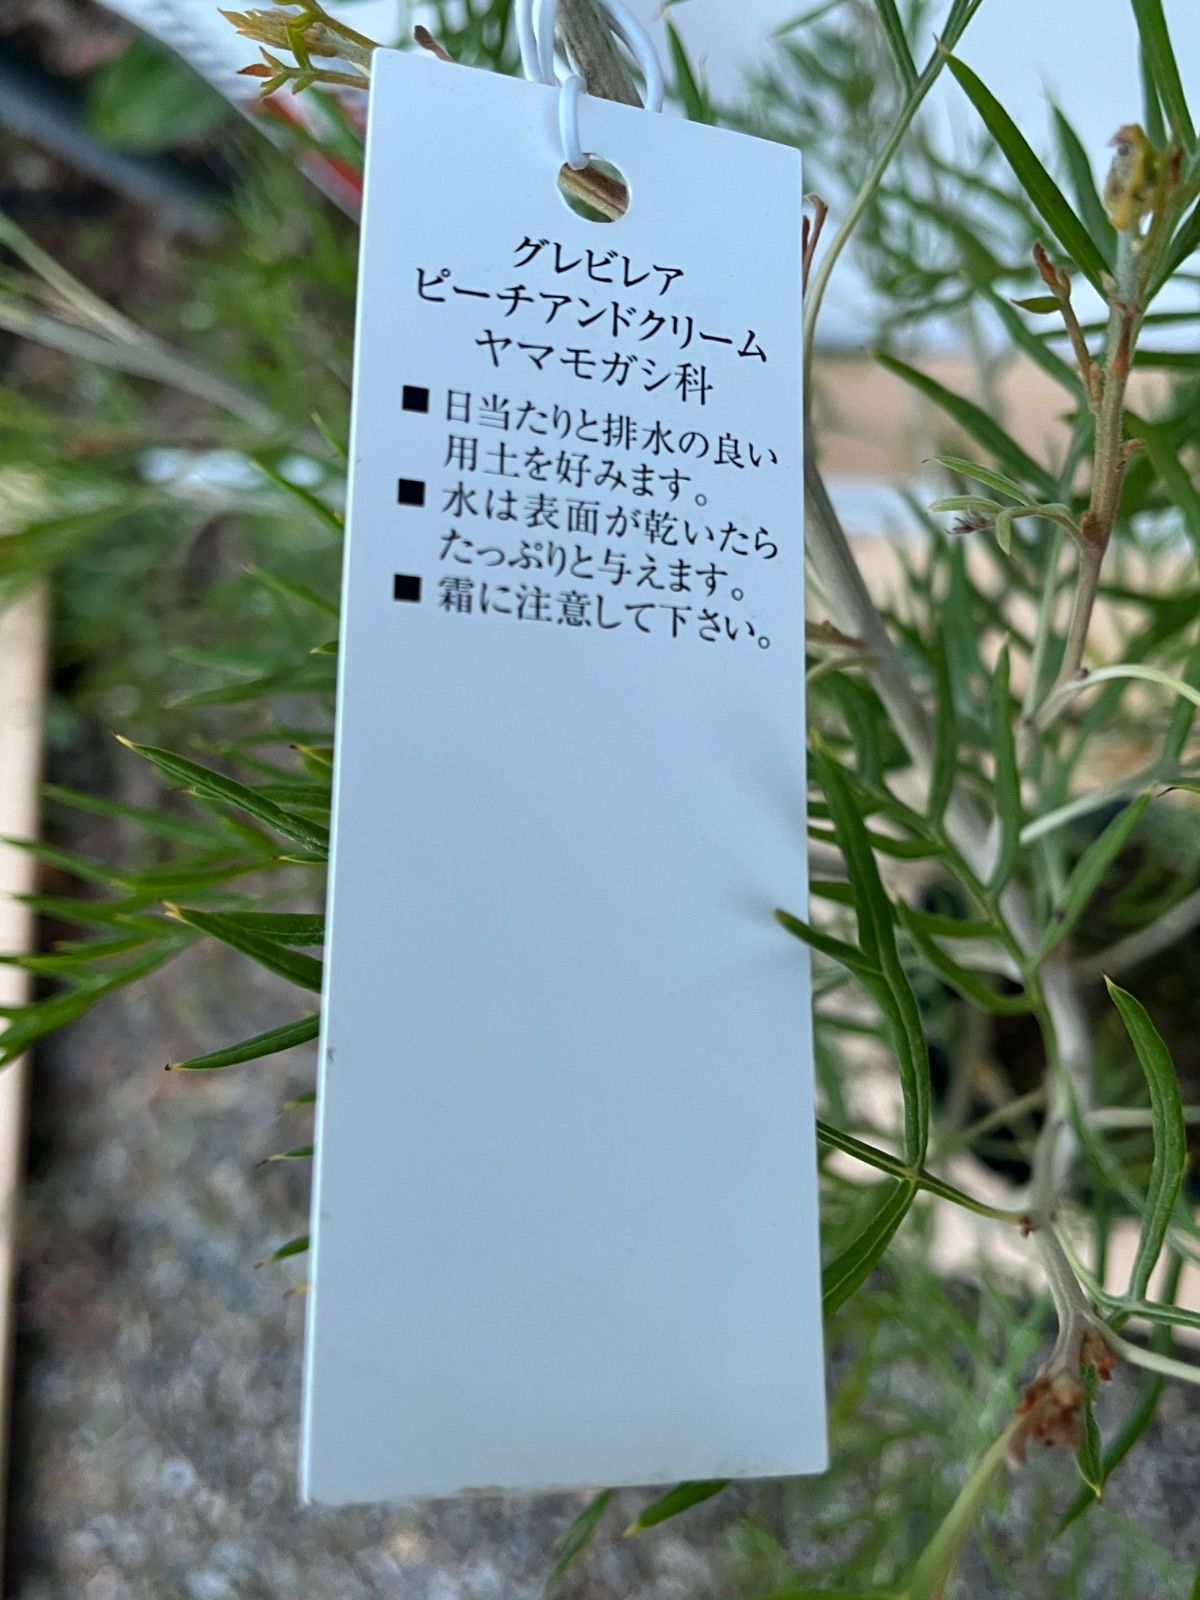 グレビレア
ピーチアンドクリーム
ヤマモガシ科
■ 日当たりと排水の良い
用土を好みます。
■ 水は表面が乾いたら
たっぷりと与えます。
■ 霜に注意して下さい。